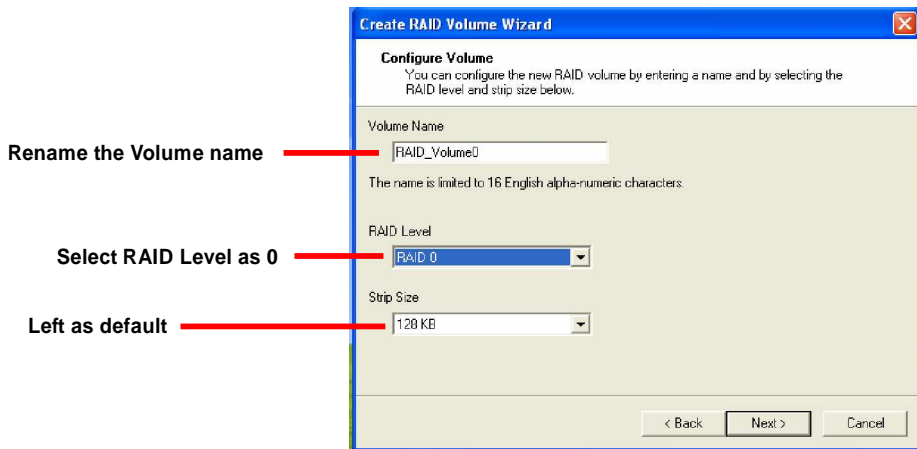 Create RAID Volume Wizard
Configure Volume
You can configure the new RAID volume by entering a name and by selecting the
RAID level and strip size below.
Volume Name
Rename the Volume name
RAID_Volume0
The name is limited to 16 English alpha-numeric characters.
RAID Level
Select RAID Level as 0
RAID 0
Strip Size
Left as default
128 KB
< Back
Next >
Cancel